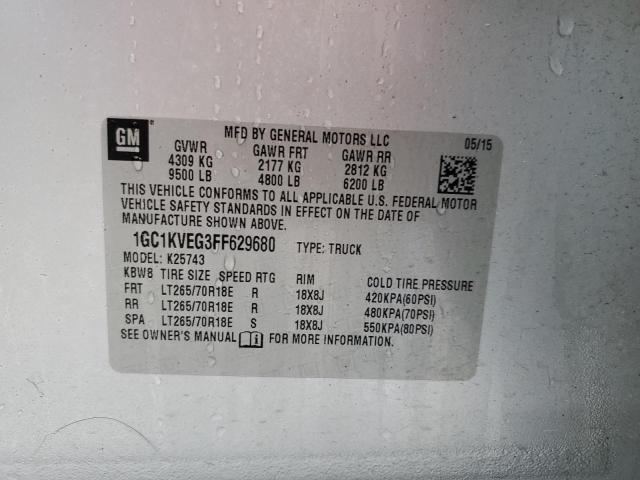 GM
MFD BY GENERAL MOTORS LLC 05/15
GVWR GAWR FRT GAWR RR
4309 KG 2177 KG 2812 KG
9500 LB 4800 LB 6200 LB
THIS VEHICLE CONFORMS TO ALL APPLICABLE U.S. FEDERAL MOTOR
VEHICLE SAFETY STANDARDS IN EFFECT ON THE DATE OF
MANUFACTURE SHOWN ABOVE.
1GC1KVEG3FF629680 TYPE: TRUCK
MODEL: K25743
KBW8 TIRE SIZE SPEED RTG RIM COLD TIRE PRESSURE
FRT LT265/70R18E R 18X8J 420KPA(60PSI)
RR LT265/70R18E R 18X8J 480KPA(70PSI)
SPA LT265/70R18E S 18X8J 550KPA(80PSI)
SEE OWNER'S MANUAL FOR MORE INFORMATION.